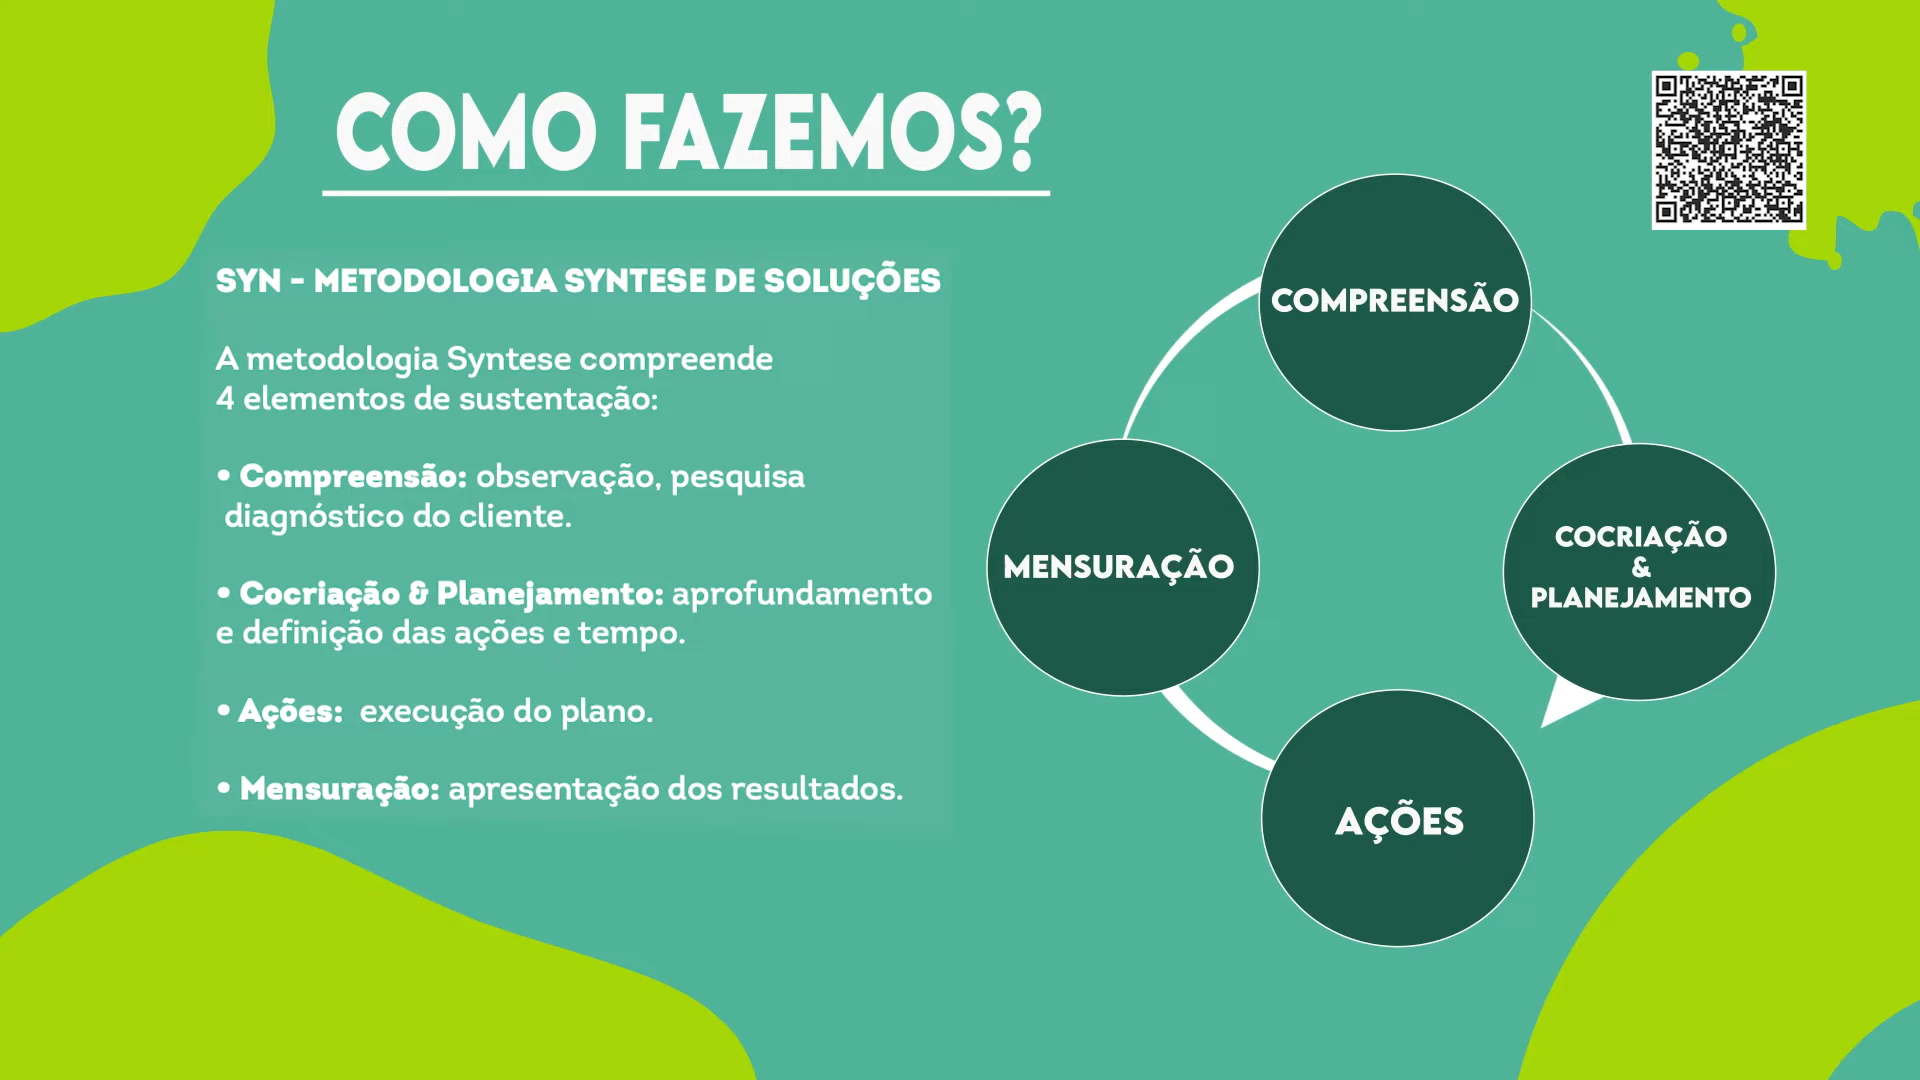 COMO FAZEMOS?
SYN - METODOLOGIA SYNTESE DE SOLUÇÕES
A metodologia Syntese compreende
4 elementos de sustentação:
• Compreensão: observação, pesquisa
diagnóstico do cliente.
• Cocriação & Planejamento: aprofundamento
e definição das ações e tempo.
• Ações: execução do plano.
• Mensuração: apresentação dos resultados.
COMPREENSÃO
COCRIAÇÃO
&
PLANEJAMENTO
AÇÕES
MENSURAÇÃO